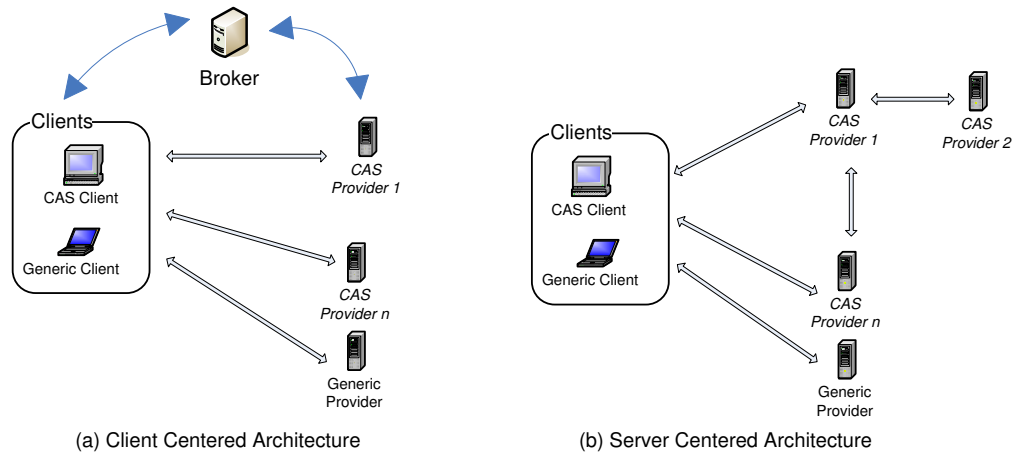 Broker
Clients
CAS Client
Generic Client
CAS
Provider 1
CAS
Provider n
Generic
Provider
(a) Client Centered Architecture
Clients
CAS Client
Generic Client
CAS
Provider 1
CAS
Provider 2
CAS
Provider n
Generic
Provider
(b) Server Centered Architecture